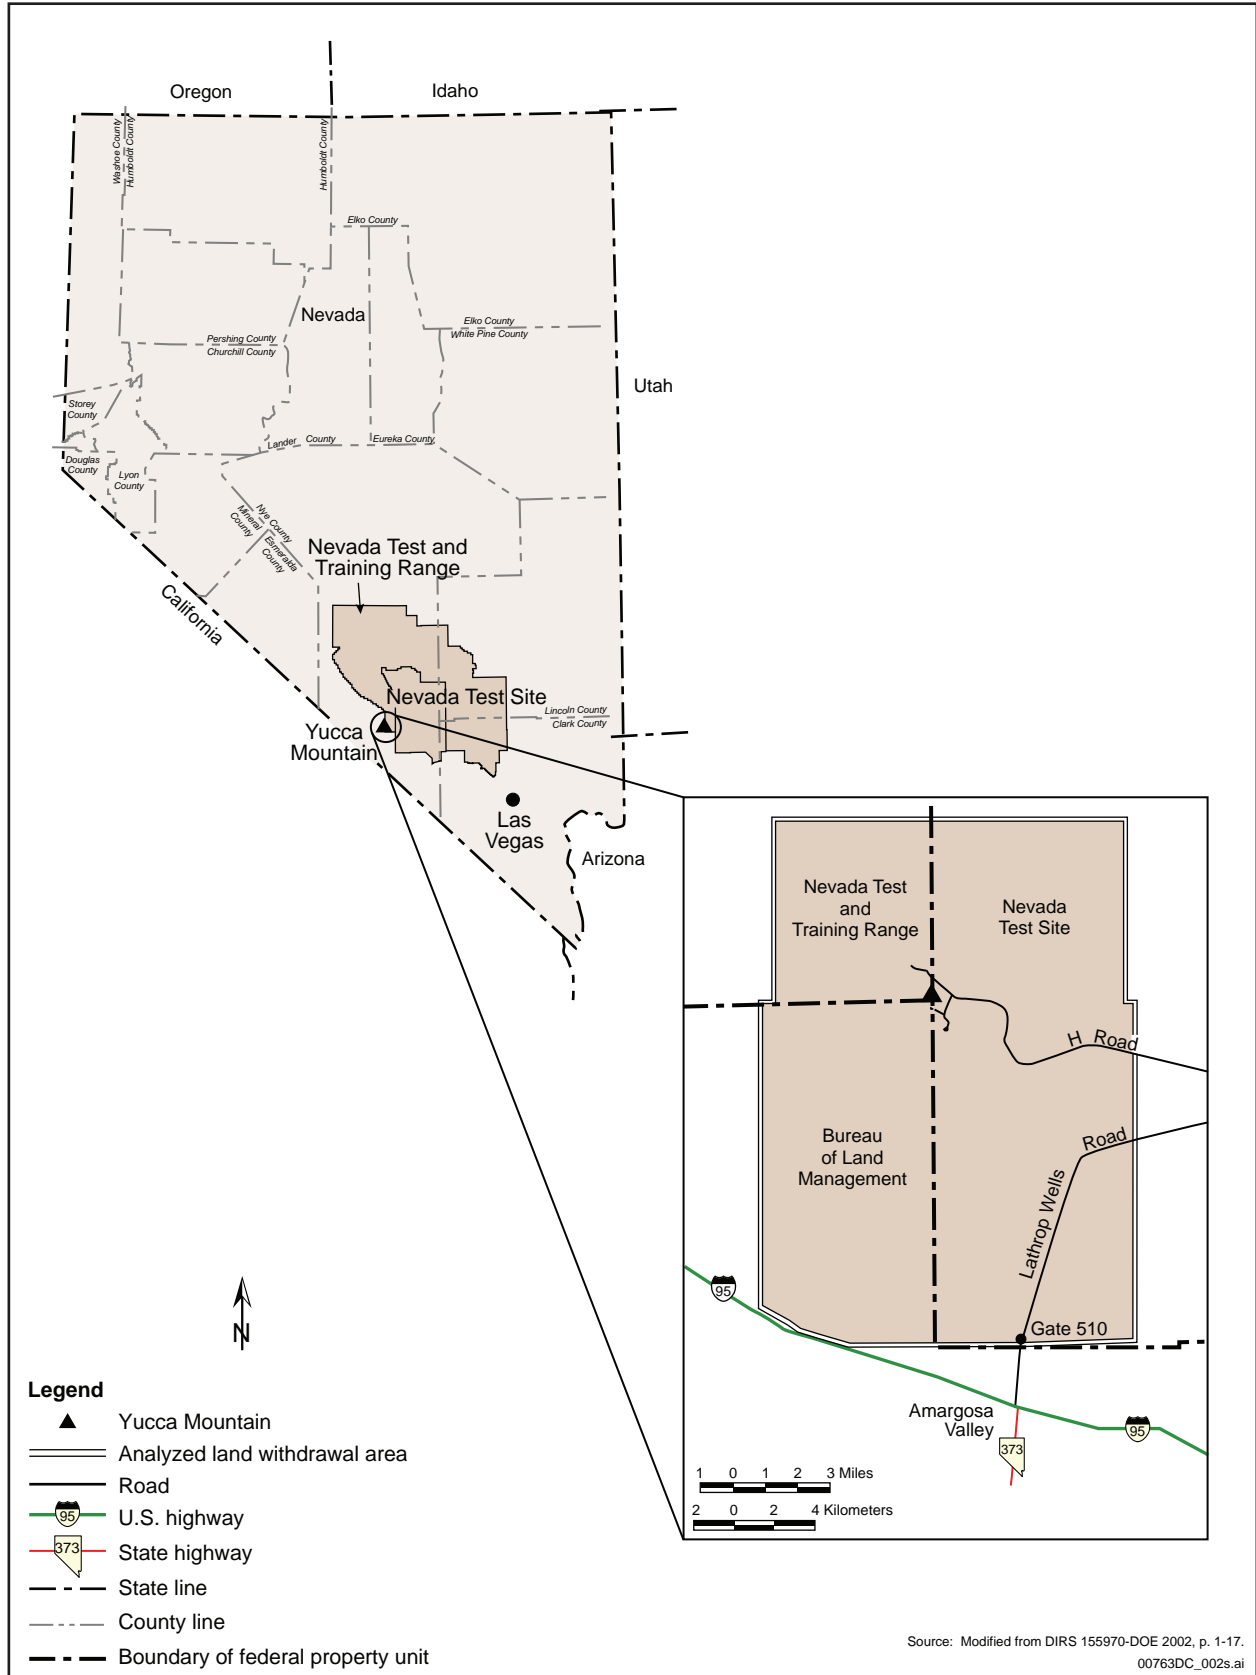 Oregon
Idaho
Washoe County
Humboldt County
Humboldt County
Elko County
Nevada
Elko County
White Pine County
Pershing County
Churchill County
Utah
Storey
County
Lander County
Eureka County
Douglas
County
Lyon
County
Nye County
Mineral
County
Esmeralda
County
Nevada Test and
Training Range
California
Nevada Test Site
Lincoln County
Clark County
Yucca
Mountain
Las
Vegas
Arizona
Nevada Test
and
Training Range
Nevada
Test Site
H Road
Bureau
of Land
Management
Lathrop Wells Road
95
Gate 510
Amargosa
Valley
95
373
1 0 1 2 3 Miles
2 0 2 4 Kilometers
N
Legend
Yucca Mountain
Analyzed land withdrawal area
Road
95 U.S. highway
373 State highway
State line
County line
Boundary of federal property unit
Source: Modified from DIRS 155970-DOE 2002, p. 1-17.
00763DC_002s.ai